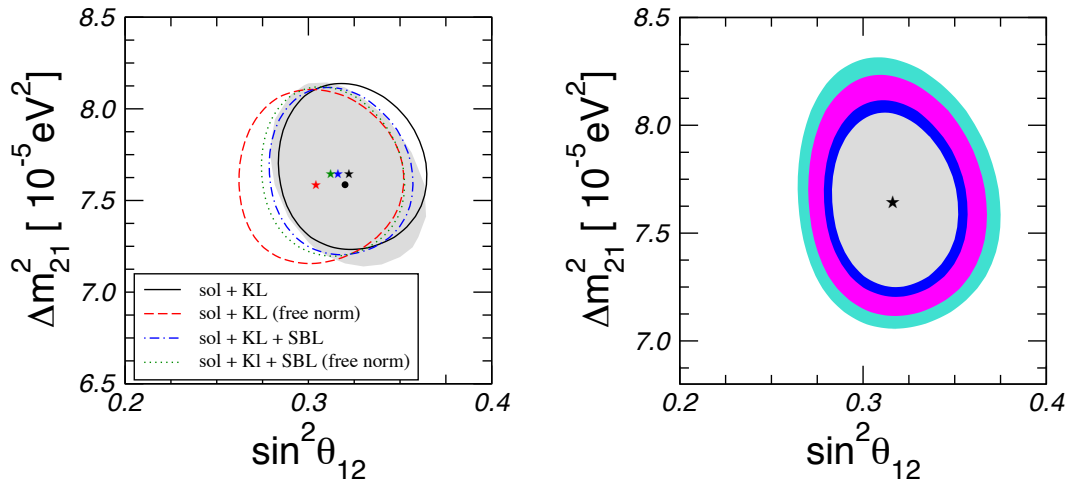 8.5
8.0
7.5
7.0
6.5
Δm²₂₁ [ 10⁻⁵eV²]
sol + KL
sol + KL (free norm)
sol + KL + SBL
sol + Kl + SBL (free norm)
0.2
0.3
0.4
sin²θ₁₂
8.5
8.0
7.5
7.0
Δm²₂₁ [ 10⁻⁵eV²]
0.2
0.3
0.4
sin²θ₁₂